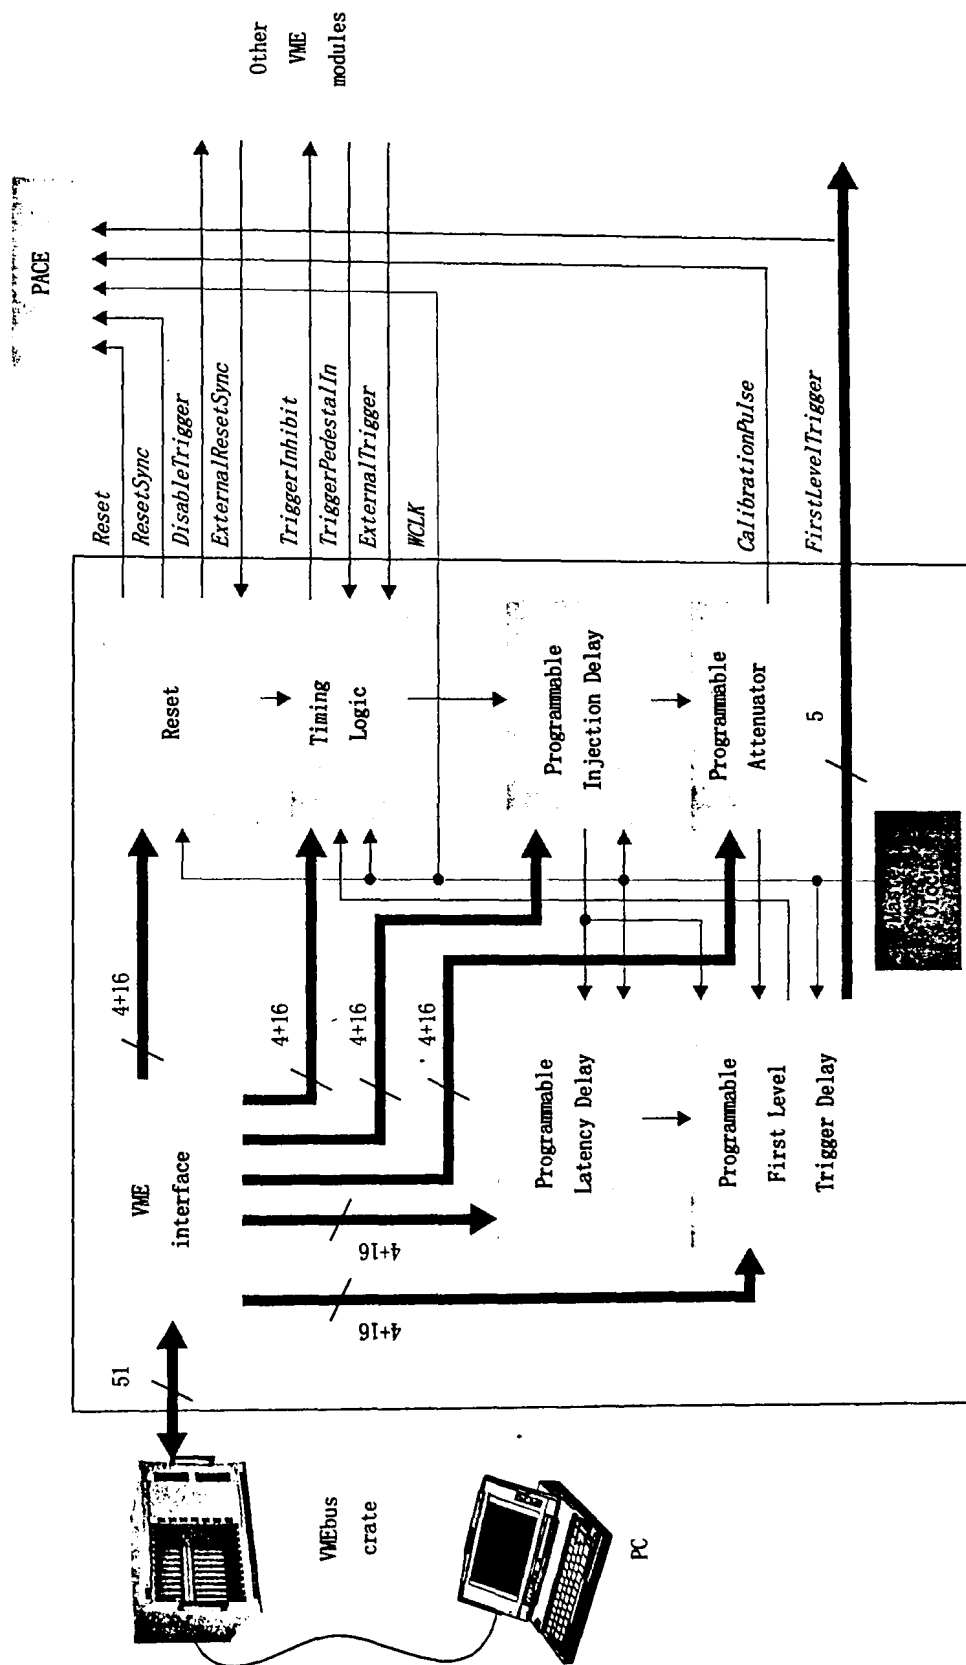 PACE
Other
VME
modules
Reset
ResetSync
DisableTrigger
ExternalResetSync
TriggerInhibit
TriggerPedestalIn
ExternalTrigger
WCLK
CalibrationPulse
FirstLevelTrigger
Reset
Timing
Logic
Programmable
Injection Delay
Programmable
Attenuator
5
4+16
4+16
4+16
4+16
4+16
4+16
VME
interface
Programmable
Latency Delay
Programmable
First Level
Trigger Delay
Master
Clock
51
VMEbus
crate
PC